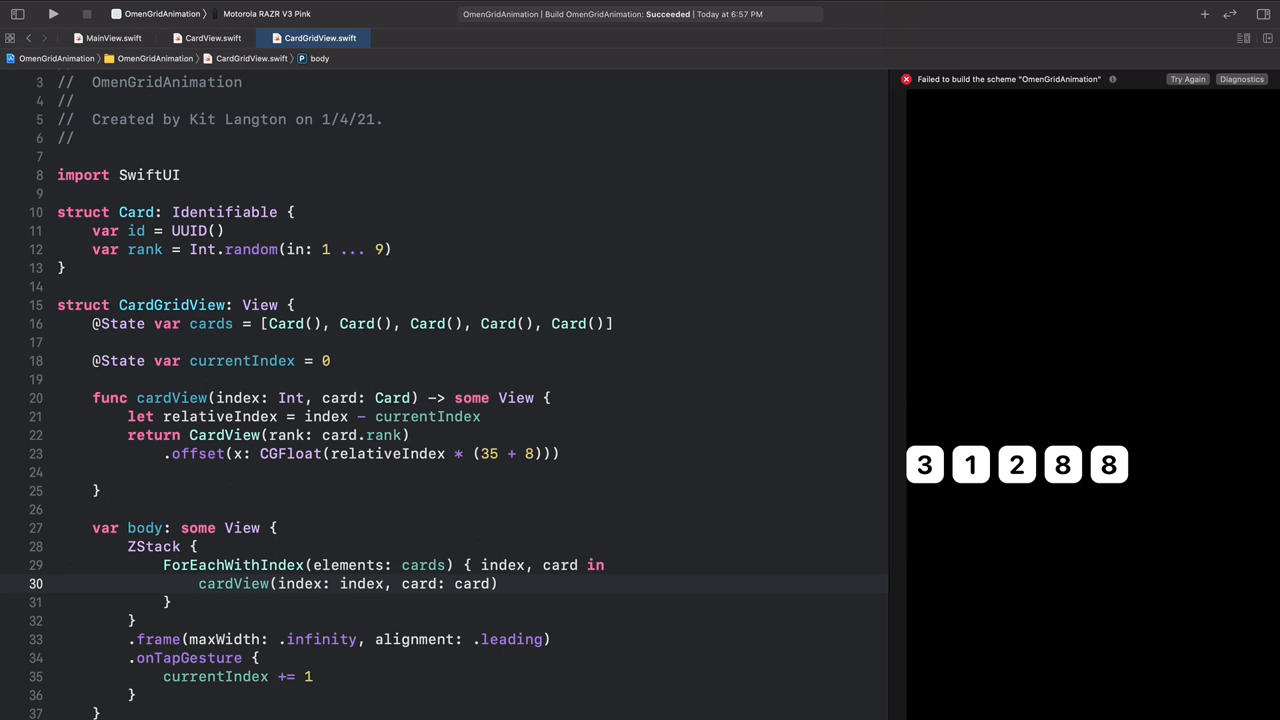 OmenGridAnimation 〉 Motorola RAZR V3 Pink
OmenGridAnimation | Build OmenGridAnimation: Succeeded | Today at 6:57 PM
MainView.swift
CardView.swift
CardGridView.swift
OmenGridAnimation 〉 OmenGridAnimation 〉 CardGridView.swift 〉 P body
Failed to build the scheme "OmenGridAnimation"
Try Again
Diagnostics
3 // OmenGridAnimation
4 //
5 // Created by Kit Langton on 1/4/21.
6 //
7
8 import SwiftUI
9
10 struct Card: Identifiable {
11 var id = UUID()
12 var rank = Int.random(in: 1 ... 9)
13 }
14
15 struct CardGridView: View {
16 @State var cards = [Card(), Card(), Card(), Card(), Card()]
17
18 @State var currentIndex = 0
19
20 func cardView(index: Int, card: Card) -> some View {
21 let relativeIndex = index - currentIndex
22 return CardView(rank: card.rank)
23 .offset(x: CGFloat(relativeIndex * (35 + 8)))
24
25 }
26
27 var body: some View {
28 ZStack {
29 ForEachWithIndex(elements: cards) { index, card in
30 cardView(index: index, card: card)
31 }
32 }
33 .frame(maxWidth: .infinity, alignment: .leading)
34 .onTapGesture {
35 currentIndex += 1
36 }
37 }
3 1 2 8 8